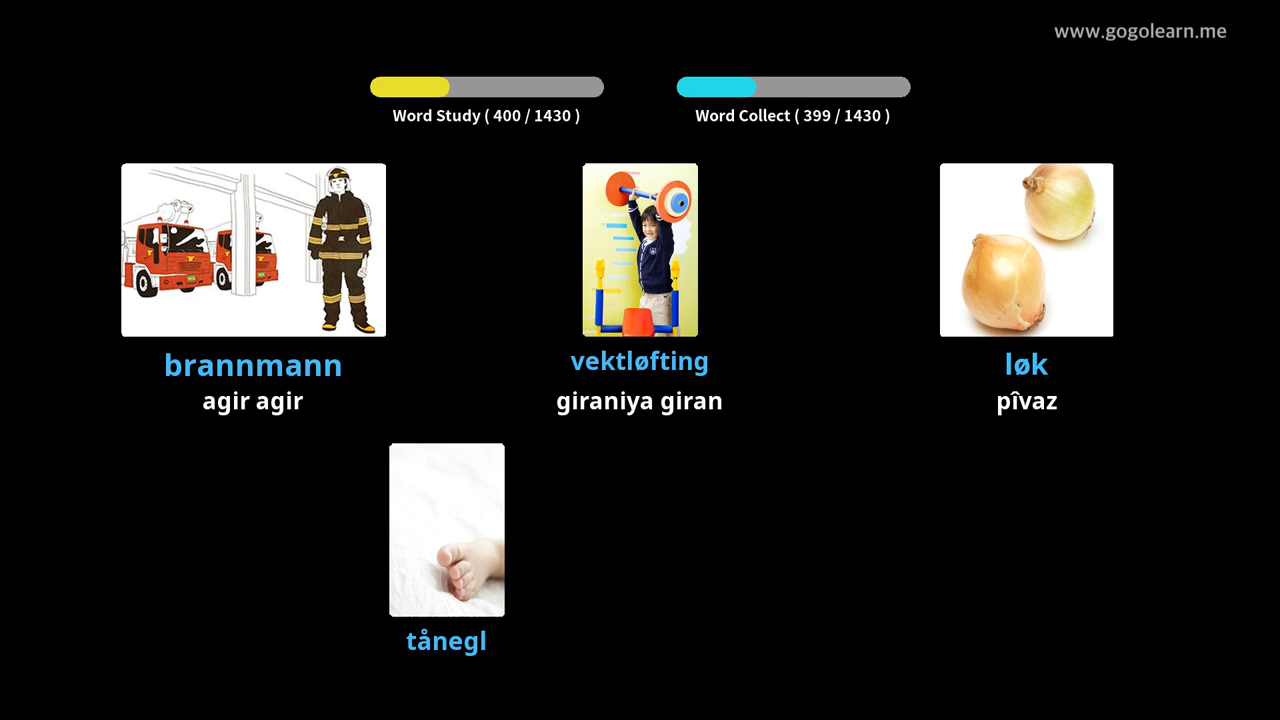 www.gogolearn.me
Word Study ( 400 / 1430 )
Word Collect ( 399 / 1430 )
brannmann
vektløfting
løk
agir agir
giraniya giran
pîvaz
tånegl